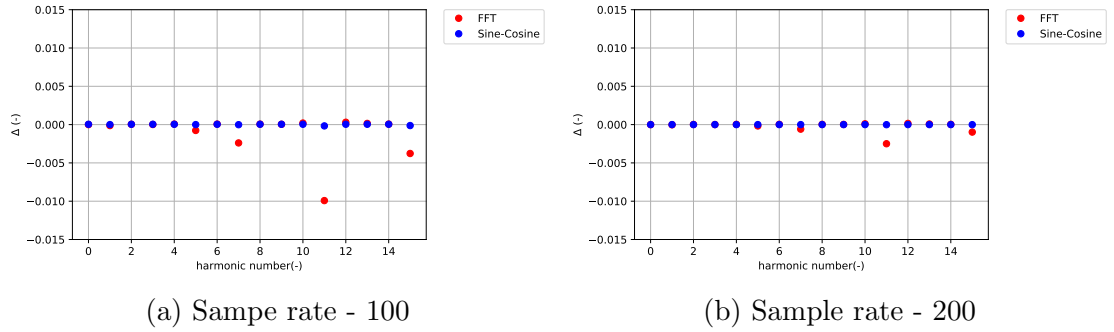 0.015
0.010
0.005
0.000
−0.005
−0.010
−0.015
Δ (-)
0 2 4 6 8 10 12 14
harmonic number(-)
FFT
Sine-Cosine
(a) Sampe rate - 100
0.015
0.010
0.005
0.000
−0.005
−0.010
−0.015
Δ (-)
0 2 4 6 8 10 12 14
harmonic number(-)
FFT
Sine-Cosine
(b) Sample rate - 200